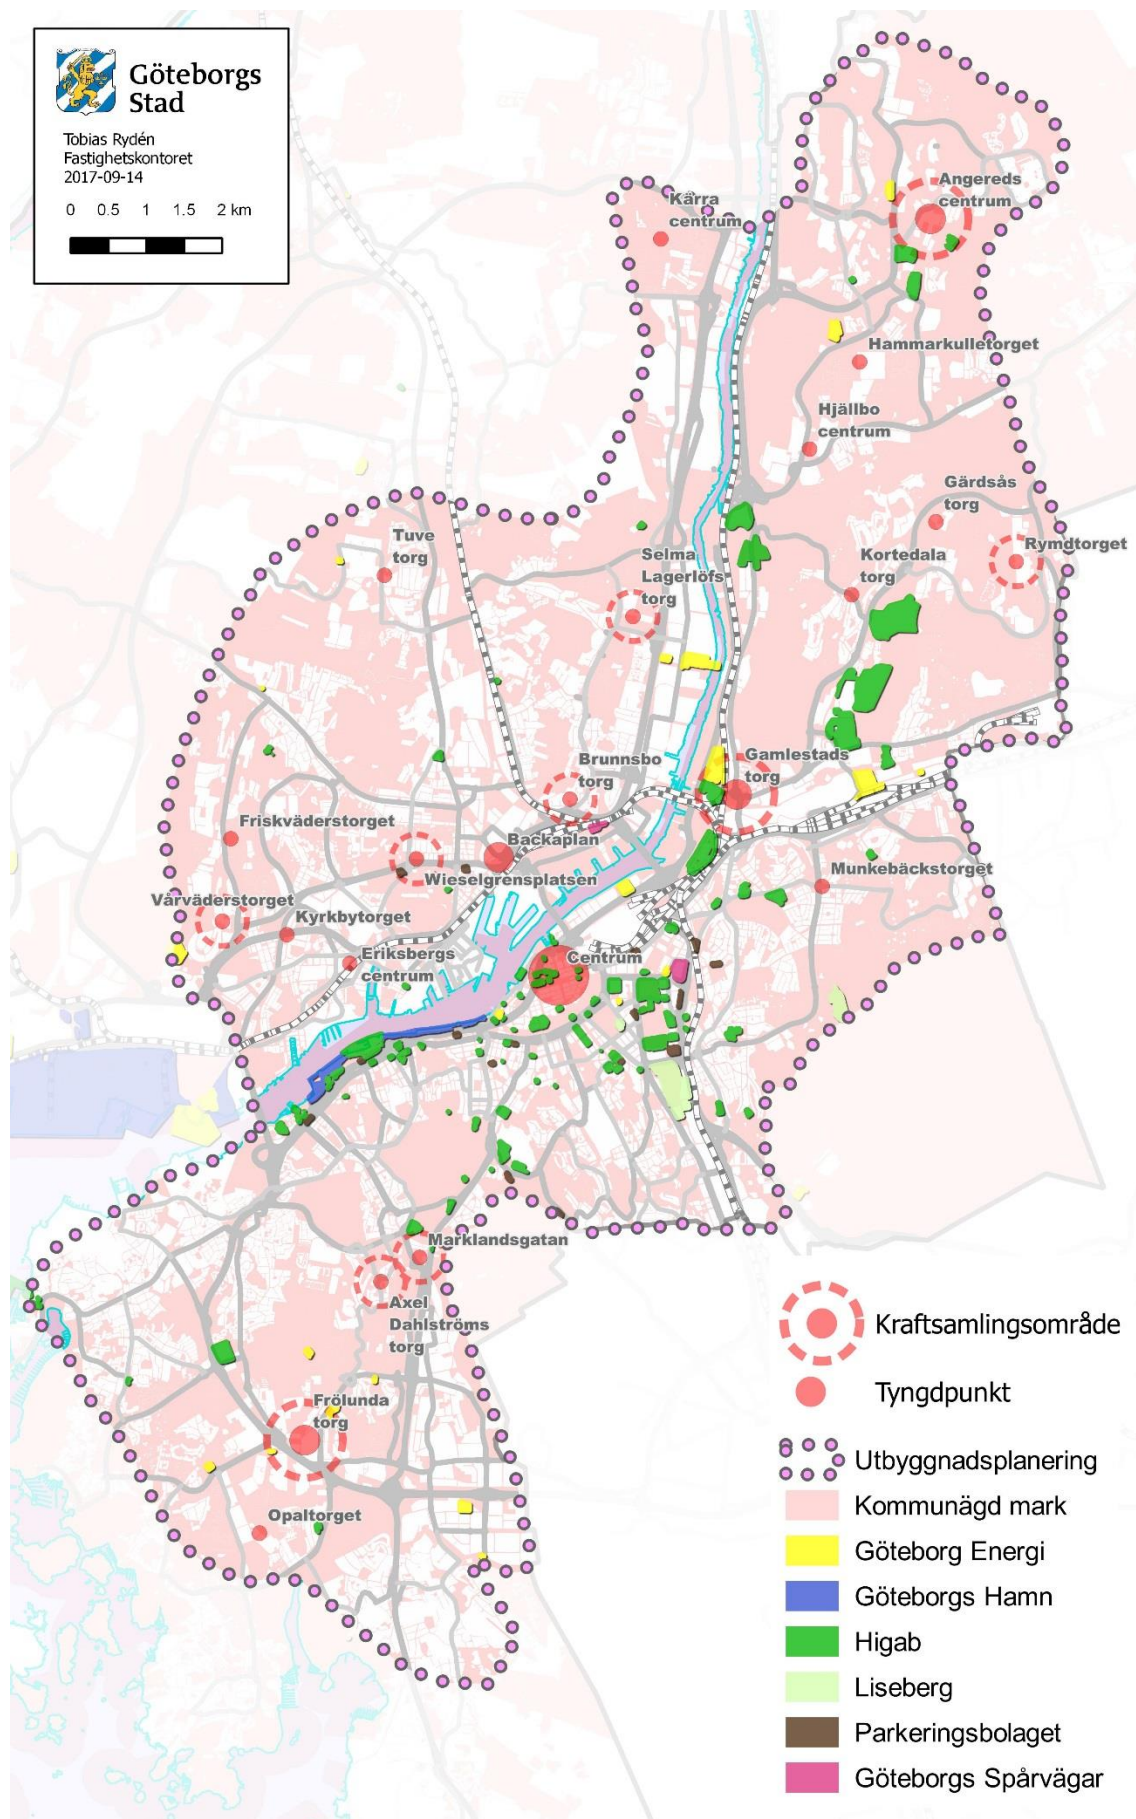 Göteborgs
Stad
Tobias Rydén
Fastighetskontoret
2017-09-14
0 0.5 1 1.5 2 km
Angereds
centrum
Kärra
centrum
Hammarkulletorget
Hjällbo
centrum
Gärdsås
torg
Rymdtorget
Tuve
torg
Selma
Lagerlöfs
torg
Kortedala
torg
Brunnsbo
torg
Gamlestads
torg
Friskväderstorget
Backaplan
Wieselgrensplatsen
Munkebäckstorget
Vårväderstorget
Kyrkbytorget
Eriksbergs
centrum
Centrum
Marklandsgatan
Axel
Dahlströms
torg
Frölunda
torg
Opaltorget
Kraftsamlingsområde
Tyngdpunkt
Utbyggnadsplanering
Kommunägd mark
Göteborg Energi
Göteborgs Hamn
Higab
Liseberg
Parkeringsbolaget
Göteborgs Spårvägar